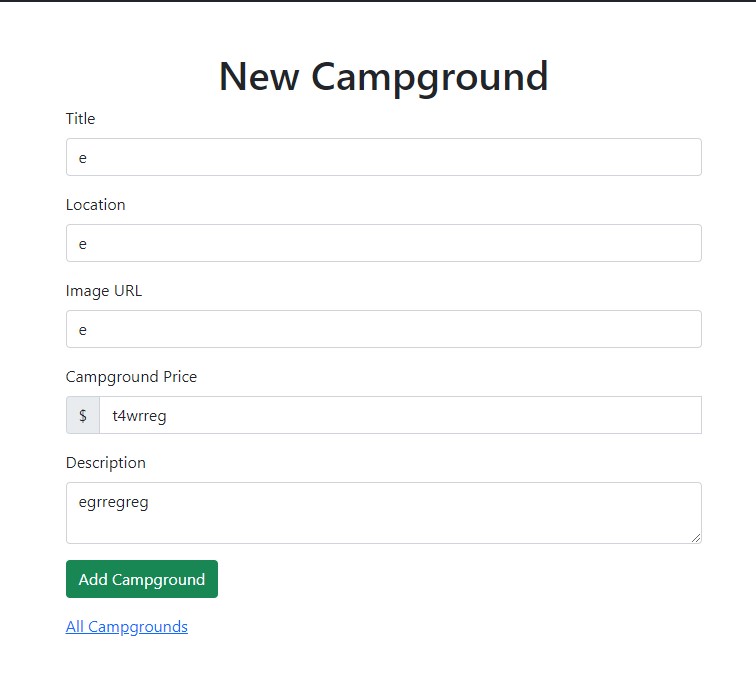 New Campground
Title
e
Location
e
Image URL
e
Campground Price
$ t4wrreg
Description
egrregreg
Add Campground
All Campgrounds